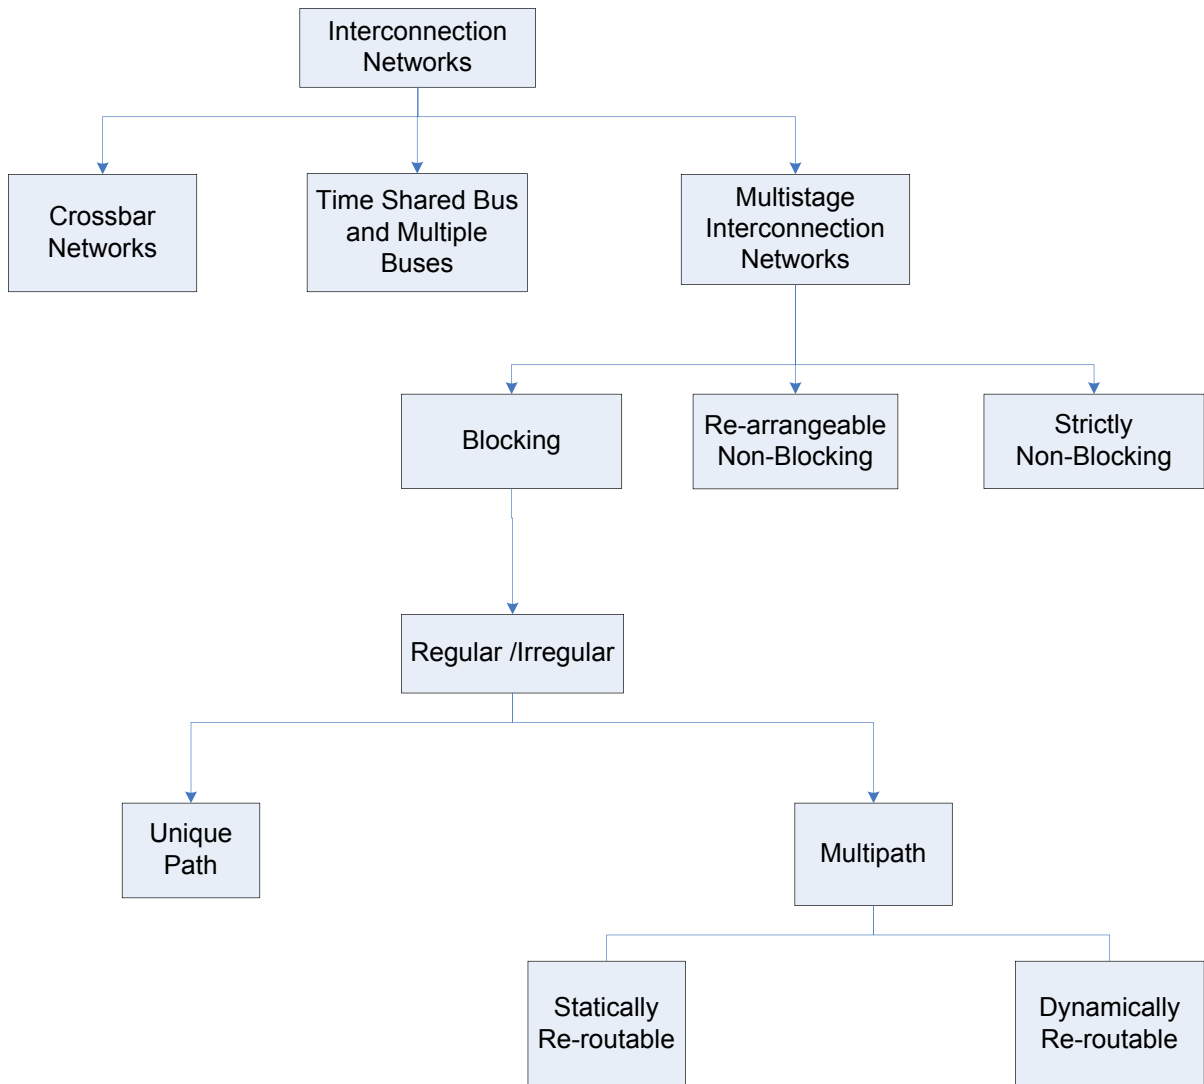 Interconnection
Networks
Crossbar
Networks
Time Shared Bus
and Multiple
Buses
Multistage
Interconnection
Networks
Blocking
Re-arrangeable
Non-Blocking
Strictly
Non-Blocking
Regular /Irregular
Unique
Path
Multipath
Statically
Re-routable
Dynamically
Re-routable